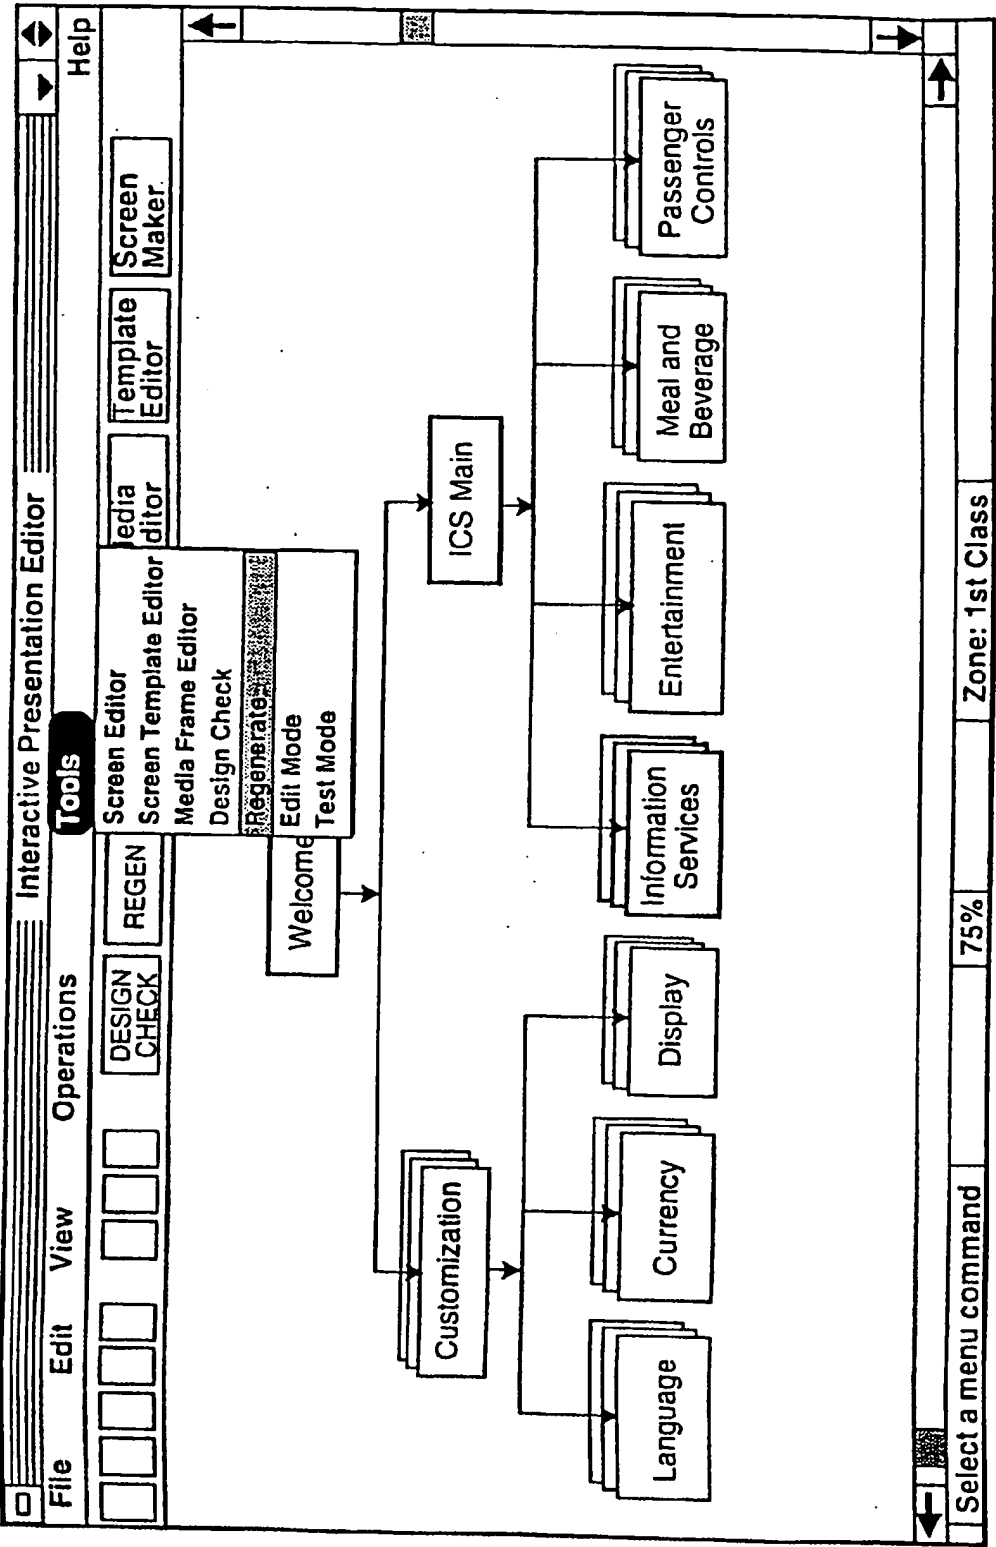 Interactive Presentation Editor
File Edit View Operations Tools Help
DESIGN
CHECK
REGEN
edia
ditor
Template
Editor
Screen
Maker
Screen Editor
Screen Template Editor
Media Frame Editor
Design Check
Regenerate
Edit Mode
Test Mode
Welcome
Customization
ICS Main
Language
Currency
Display
Information
Services
Entertainment
Meal and
Beverage
Passenger
Controls
Select a menu command 75% Zone: 1st Class